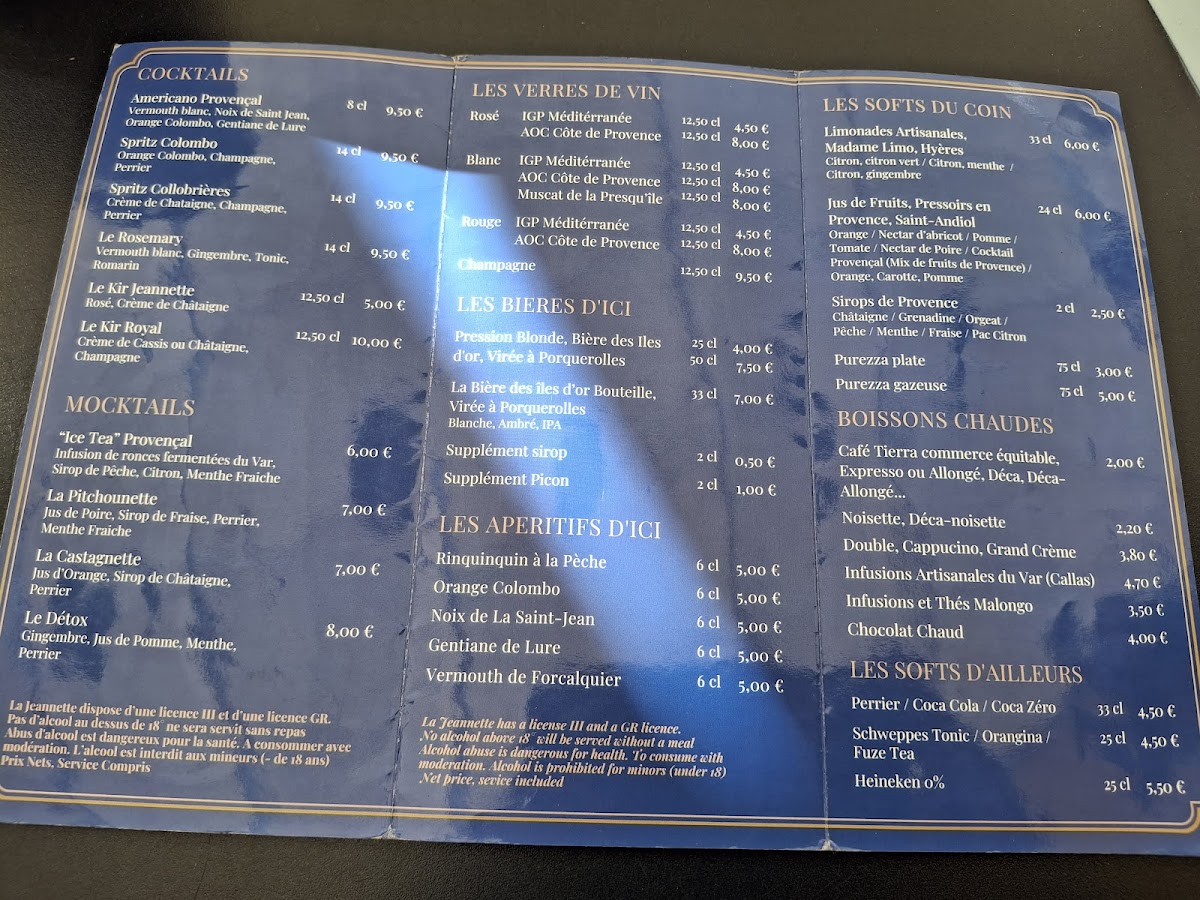 COCKTAILS
Americano Provençal 8 cl 9,50 €
Vermouth blanc, Noix de Saint Jean,
Orange Colombo, Gentiane de Lure
Spritz Colombo 14 cl 9,50 €
Orange Colombo, Champagne,
Perrier
Spritz Collobrières 14 cl 9,50 €
Crème de Chataigne, Champagne,
Perrier
Le Rosemary 14 cl 9,50 €
Vermouth blanc, Gingembre, Tonic,
Romarin
Le Kir Jeannette 12,50 cl 5,00 €
Rosé, Crème de Châtaigne
Le Kir Royal 12,50 cl 10,00 €
Crème de Cassis ou Châtaigne,
Champagne
MOCKTAILS
“Ice Tea” Provençal 6,00 €
Infusion de ronces fermentées du Var,
Sirop de Pêche, Citron, Menthe Fraiche
La Pitchounette 7,00 €
Jus de Poire, Sirop de Fraise, Perrier,
Menthe Fraiche
La Castagnette 7,00 €
Jus d'Orange, Sirop de Châtaigne,
Perrier
Le Détox 8,00 €
Gingembre, Jus de Pomme, Menthe,
Perrier
La Jeannette dispose d'une licence III et d'une licence GR.
Pas d'alcool au dessus de 18° ne sera servit sans repas
Abus d'alcool est dangereux pour la santé. A consommer avec
modération. L'alcool est interdit aux mineurs (- de 18 ans)
Prix Nets, Service Compris
LES VERRES DE VIN
Rosé IGP Méditérranée 12,50 cl 4,50 €
AOC Côte de Provence 12,50 cl 8,00 €
Blanc IGP Méditérranée 12,50 cl 4,50 €
AOC Côte de Provence 12,50 cl 8,00 €
Muscat de la Presqu'île 12,50 cl 8,00 €
Rouge IGP Méditérranée 12,50 cl 4,50 €
AOC Côte de Provence 12,50 cl 8,00 €
Champagne 12,50 cl 9,50 €
LES BIERES D'ICI
Pression Blonde, Bière des Iles 25 cl 4,00 €
d'or, Virée à Porquerolles 50 cl 7,50 €
La Bière des îles d'or Bouteille, 33 cl 7,00 €
Virée à Porquerolles
Blanche, Ambré, IPA
Supplément sirop 2 cl 0,50 €
Supplément Picon 2 cl 1,00 €
LES APERITIFS D'ICI
Rinquinquin à la Pèche 6 cl 5,00 €
Orange Colombo 6 cl 5,00 €
Noix de La Saint-Jean 6 cl 5,00 €
Gentiane de Lure 6 cl 5,00 €
Vermouth de Forcalquier 6 cl 5,00 €
La Jeannette has a license III and a GR licence.
No alcohol above 18° will be served without a meal
Alcohol abuse is dangerous for health. To consume with
moderation. Alcohol is prohibited for minors (under 18)
Net price, sevice included
LES SOFTS DU COIN
Limonades Artisanales, 33 cl 6,00 €
Madame Limo, Hyères
Citron, citron vert / Citron, menthe /
Citron, gingembre
Jus de Fruits, Pressoirs en 24 cl 6,00 €
Provence, Saint-Andiol
Orange / Nectar d'abricot / Pomme /
Tomate / Nectar de Poire / Cocktail
Provençal (Mix de fruits de Provence) /
Orange, Carotte, Pomme
Sirops de Provence 2 cl 2,50 €
Châtaigne / Grenadine / Orgeat /
Pêche / Menthe / Fraise / Pac Citron
Purezza plate 75 cl 3,00 €
Purezza gazeuse 75 cl 5,00 €
BOISSONS CHAUDES
Café Tierra commerce équitable, 2,00 €
Expresso ou Allongé, Déca, Déca-
Allongé...
Noisette, Déca-noisette 2,20 €
Double, Cappucino, Grand Crème 3,80 €
Infusions Artisanales du Var (Callas) 4,70 €
Infusions et Thés Malongo 3,50 €
Chocolat Chaud 4,00 €
LES SOFTS D'AILLEURS
Perrier / Coca Cola / Coca Zéro 33 cl 4,50 €
Schweppes Tonic / Orangina / 25 cl 4,50 €
Fuze Tea
Heineken 0% 25 cl 5,50 €